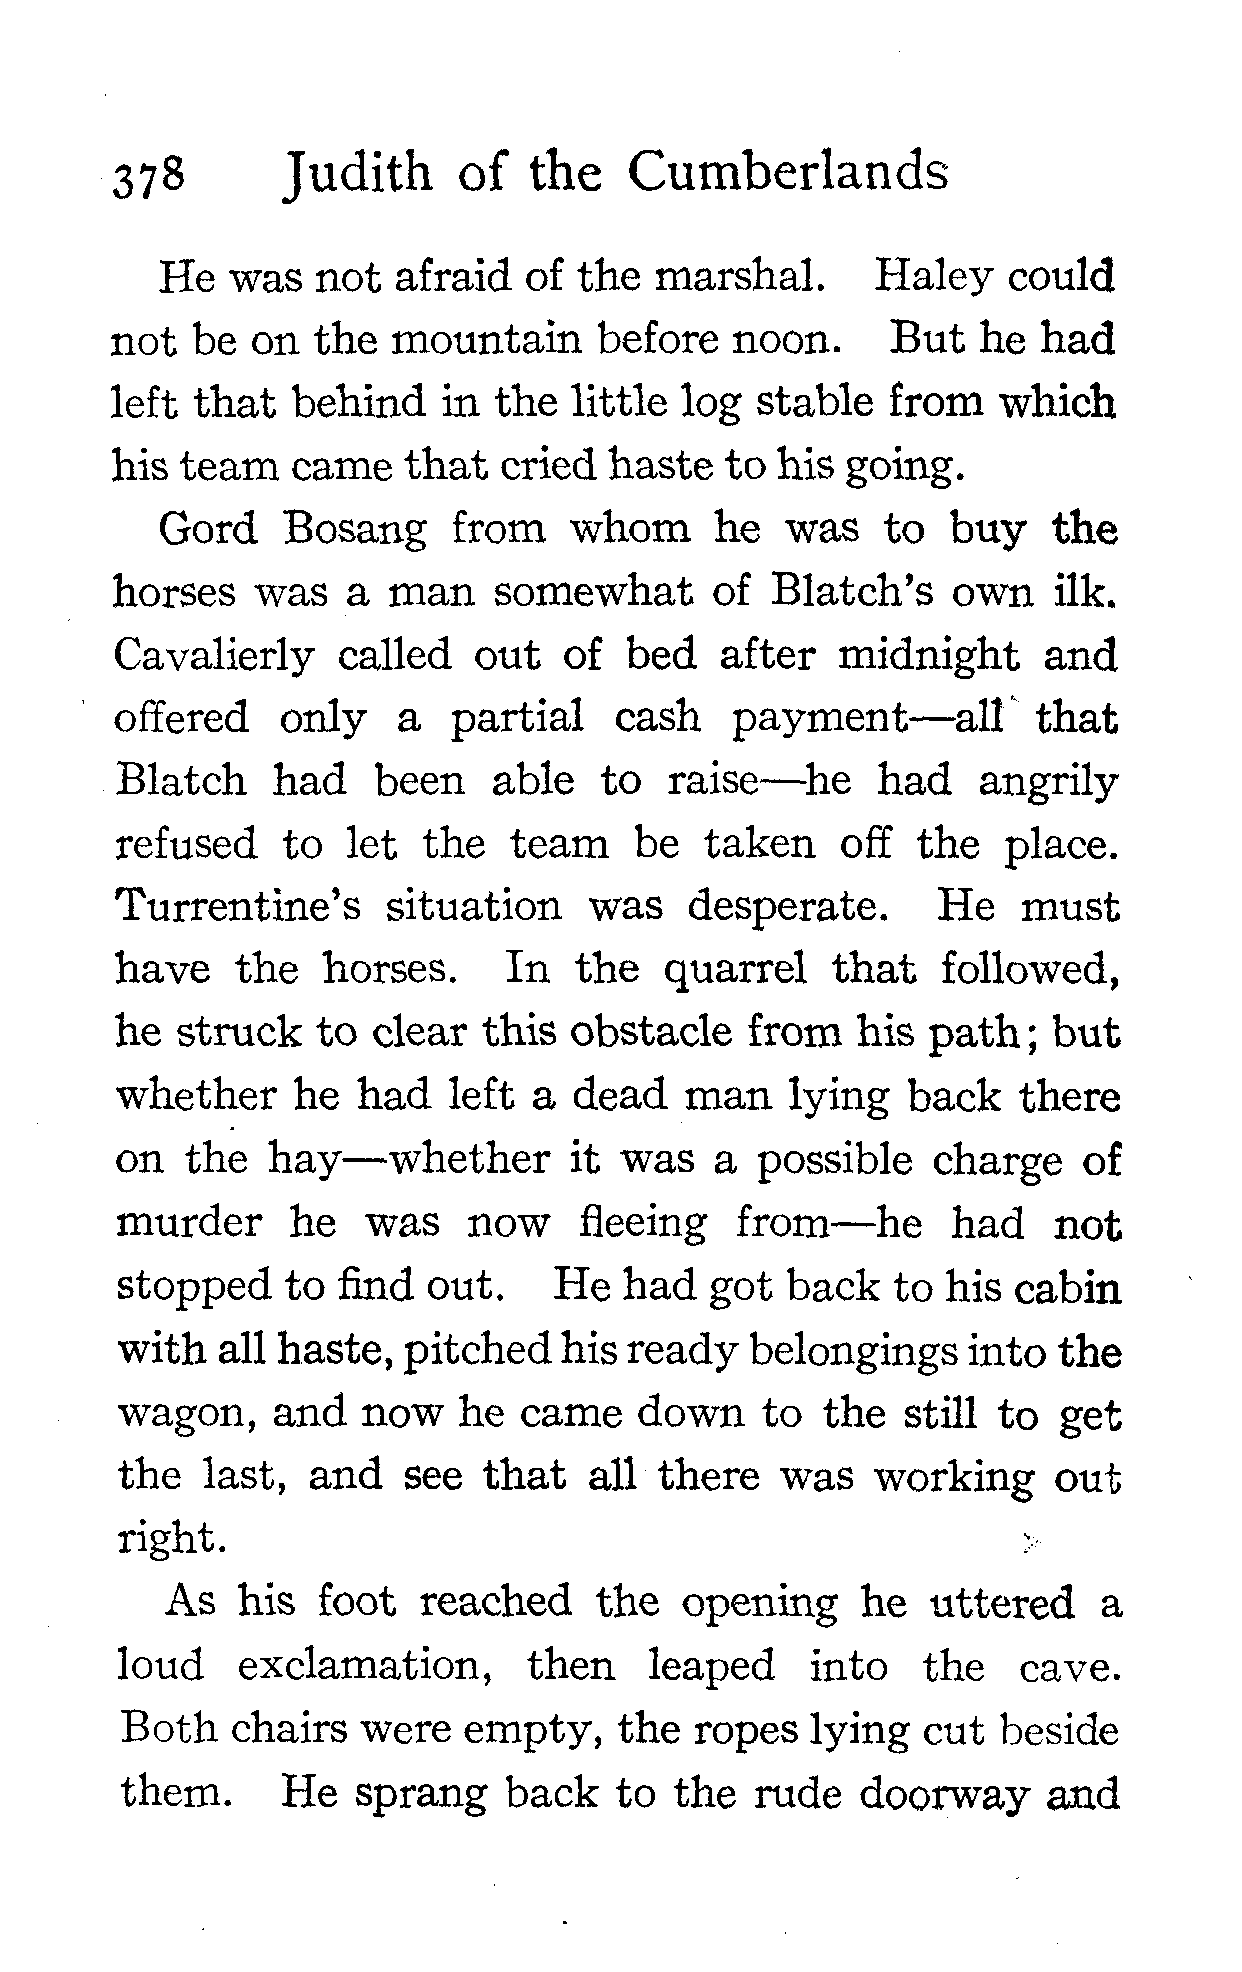 378 Judith of the Cumberlands
He was not afraid of the marshal. Haley could
not be on the mountain before noon. But he had
left that behind in the little log stable from which
his team came that cried haste to his going.
Gord Bosang from whom he was to buy the
horses was a man somewhat of Blatch's own ilk.
Cavalierly called out of bed after midnight and
offered only a partial cash payment—all that
Blatch had been able to raise—he had angrily
refused to let the team be taken off the place.
Turrentine's situation was desperate. He must
have the horses. In the quarrel that followed,
he struck to clear this obstacle from his path; but
whether he had left a dead man lying back there
on the hay—whether it was a possible charge of
murder he was now fleeing from—he had not
stopped to find out. He had got back to his cabin
with all haste, pitched his ready belongings into the
wagon, and now he came down to the still to get
the last, and see that all there was working out
right.
As his foot reached the opening he uttered a
loud exclamation, then leaped into the cave.
Both chairs were empty, the ropes lying cut beside
them. He sprang back to the rude doorway and